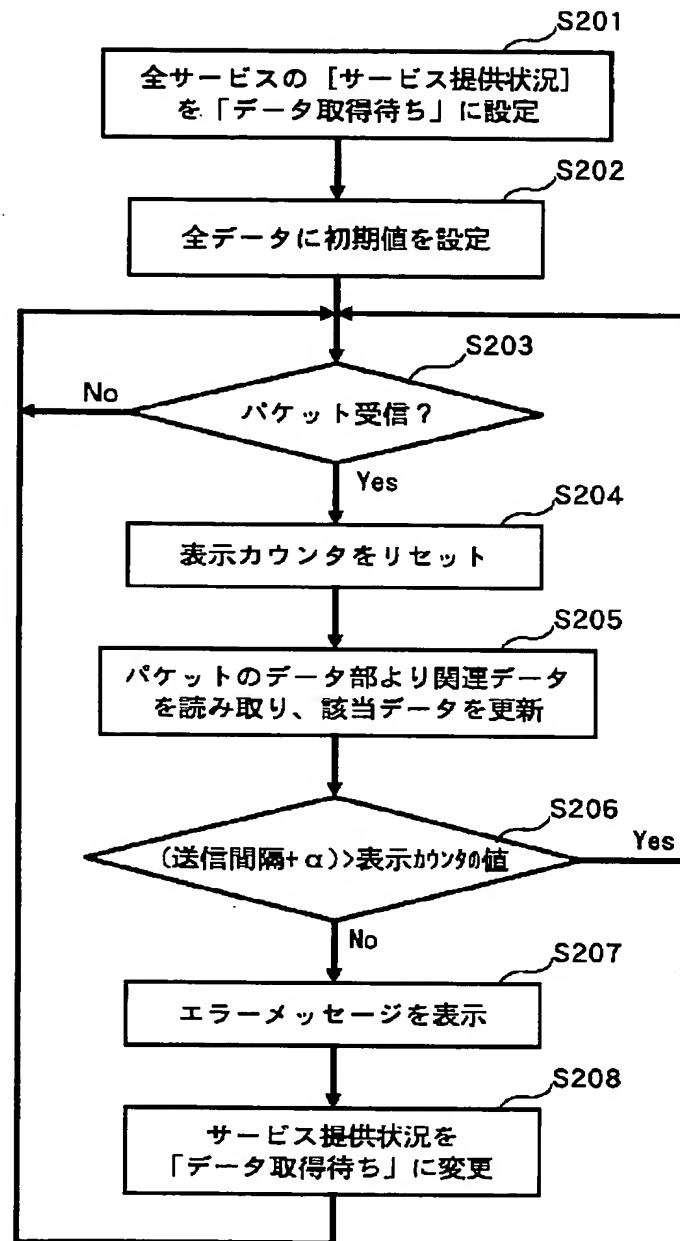 S201
全サービスの［サービス提供状況］
を「データ取得待ち」に設定
S202
全データに初期値を設定
S203
No
パケット受信？
Yes
S204
表示カウンタをリセット
S205
パケットのデータ部より関連データ
を読み取り、該当データを更新
S206
(送信間隔+α)>表示ｶｳﾝﾀの値
Yes
No
S207
エラーメッセージを表示
S208
サービス提供状況を
「データ取得待ち」に変更